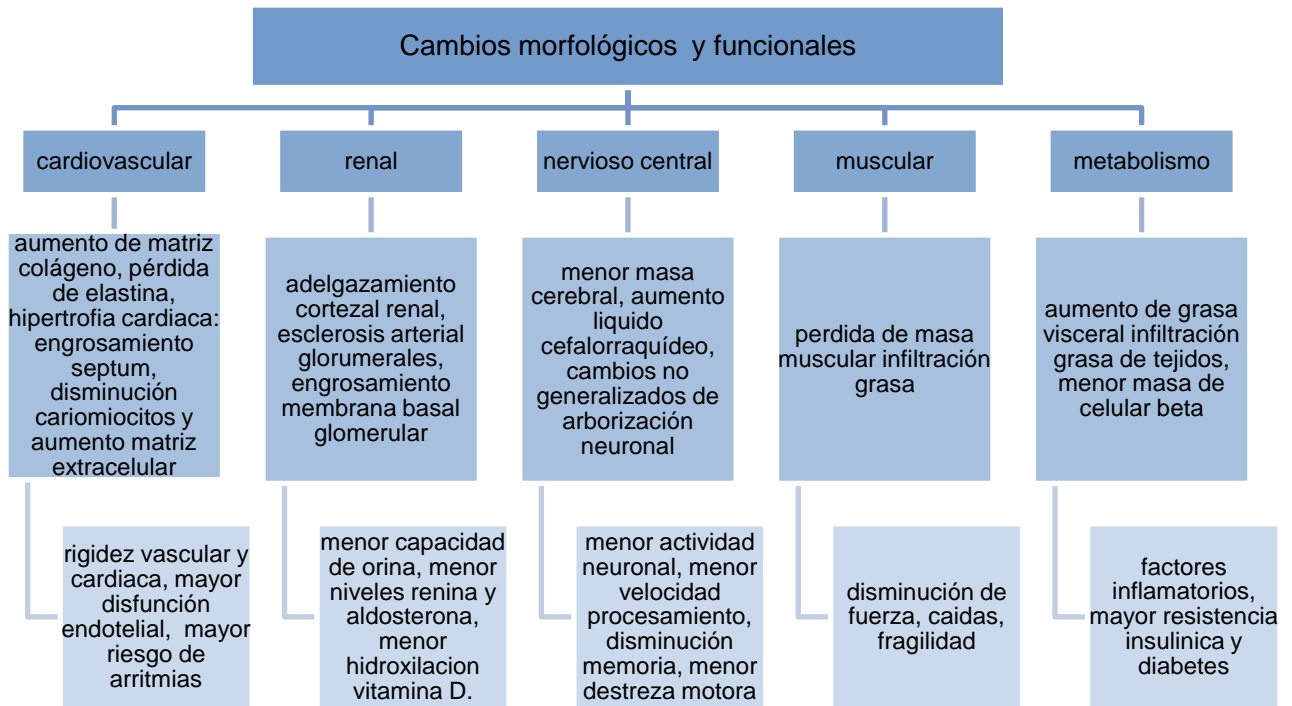 Cambios morfológicos y funcionales
cardiovascular
renal
nervioso central
muscular
metabolismo
aumento de matriz
colágeno, pérdida
de elastina,
hipertrofia cardiaca:
engrosamiento
septum,
disminución
cariomiocitos y
aumento matriz
extracelular
adelgazamiento
cortezal renal,
esclerosis arterial
glorumerales,
engrosamiento
membrana basal
glomerular
menor masa
cerebral, aumento
liquido
cefalorraquídeo,
cambios no
generalizados de
arborización
neuronal
perdida de masa
muscular infiltración
grasa
aumento de grasa
visceral infiltración
grasa de tejidos,
menor masa de
celular beta
rigidez vascular y
cardiaca, mayor
disfunción
endotelial, mayor
riesgo de
arritmias
menor capacidad
de orina, menor
niveles renina y
aldosterona,
menor
hidroxilacion
vitamina D.
menor actividad
neuronal, menor
velocidad
procesamiento,
disminución
memoria, menor
destreza motora
disminución de
fuerza, caidas,
fragilidad
factores
inflamatorios,
mayor resistencia
insulinica y
diabetes